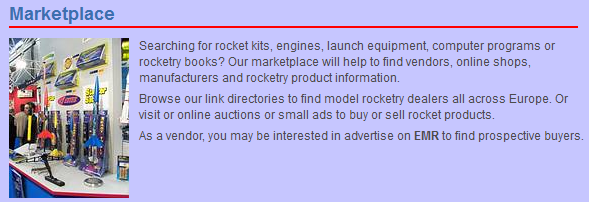 Marketplace
Searching for rocket kits, engines, launch equipment, computer programs or
rocketry books? Our marketplace will help to find vendors, online shops,
manufacturers and rocketry product information.
Browse our link directories to find model rocketry dealers all across Europe. Or
visit or online auctions or small ads to buy or sell rocket products.
As a vendor, you may be interested in advertise on EMR to find prospective buyers.